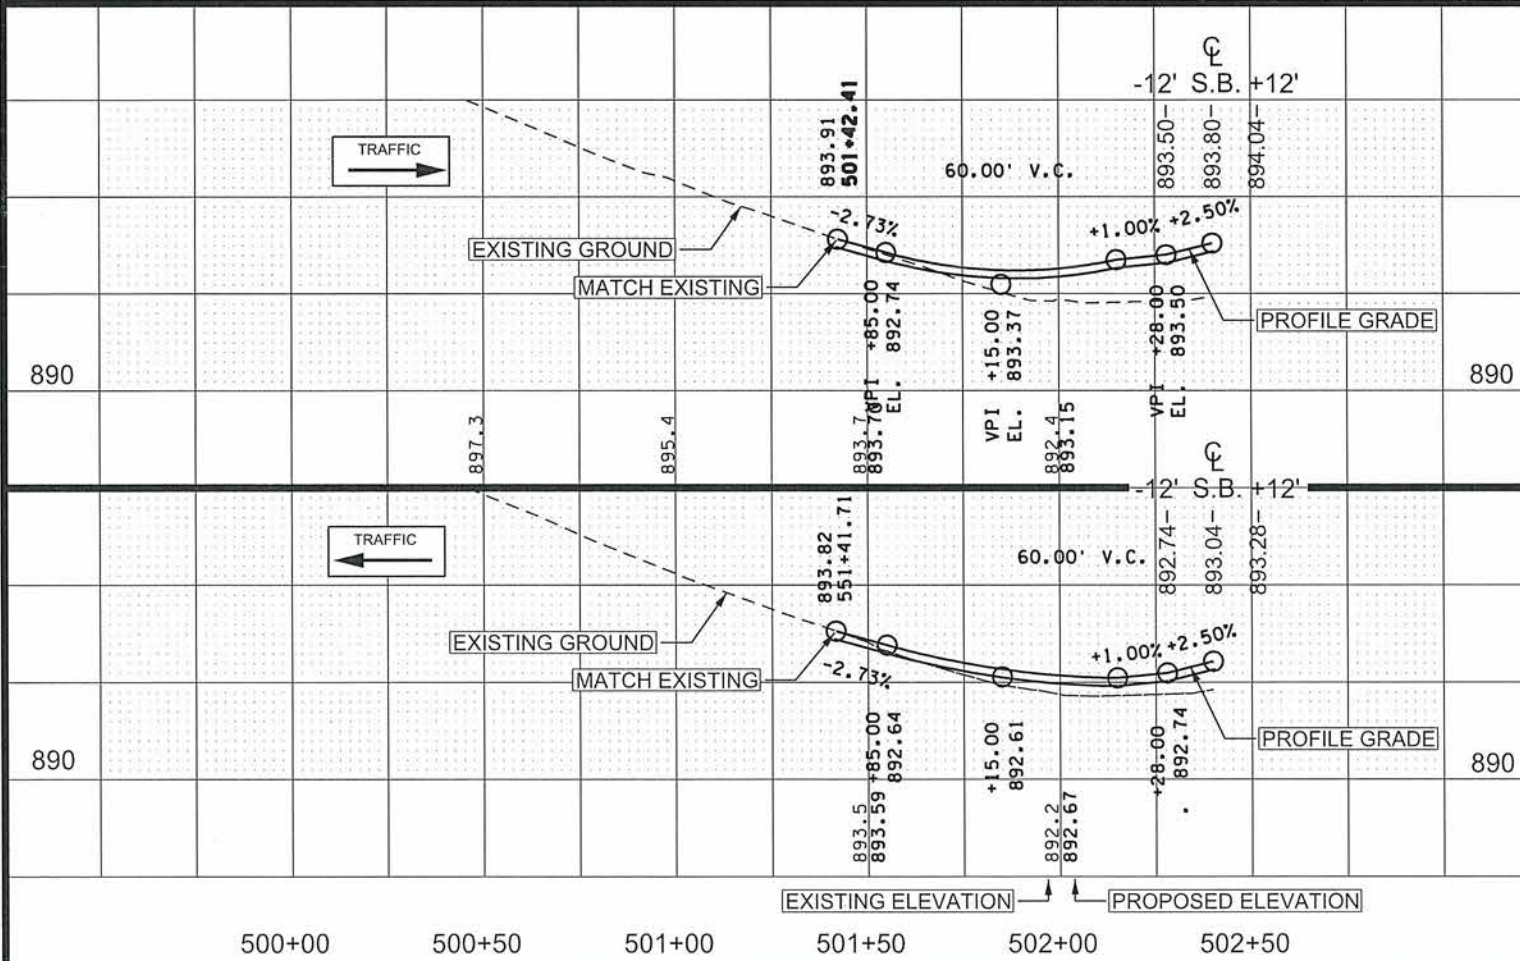 ℄
-12' S.B. +12'
893.50-
893.80-
894.04-
TRAFFIC
893.91
501+42.41
60.00' V.C.
-2.73%
+1.00%
+2.50%
EXISTING GROUND
MATCH EXISTING
PROFILE GRADE
VPI +85.00
EL. 892.74
VPI +15.00
EL. 893.37
VPI +28.00
EL. 893.50
890
890
897.3
895.4
893.7
893.70
892.4
893.15
℄
-12' S.B. +12'
892.74-
893.04-
893.28-
TRAFFIC
893.82
551+41.71
60.00' V.C.
+1.00%
+2.50%
EXISTING GROUND
MATCH EXISTING
-2.73%
PROFILE GRADE
+85.00
892.64
+15.00
892.61
+28.00
892.74
890
890
893.5
893.59
892.2
892.67
EXISTING ELEVATION
PROPOSED ELEVATION
500+00
500+50
501+00
501+50
502+00
502+50